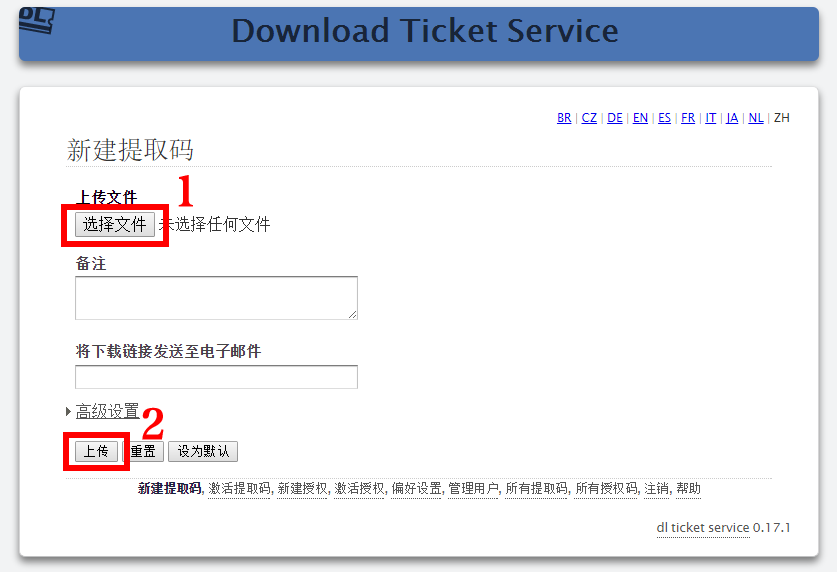 DL
Download Ticket Service
BR | CZ | DE | EN | ES | FR | IT | JA | NL | ZH
新建提取码
上传文件
1
选择文件 未选择任何文件
备注
将下载链接发送至电子邮件
高级设置
2
上传 重置 设为默认
新建提取码, 激活提取码, 新建授权, 激活授权, 偏好设置, 管理用户, 所有提取码, 所有授权码, 注销, 帮助
dl ticket service 0.17.1